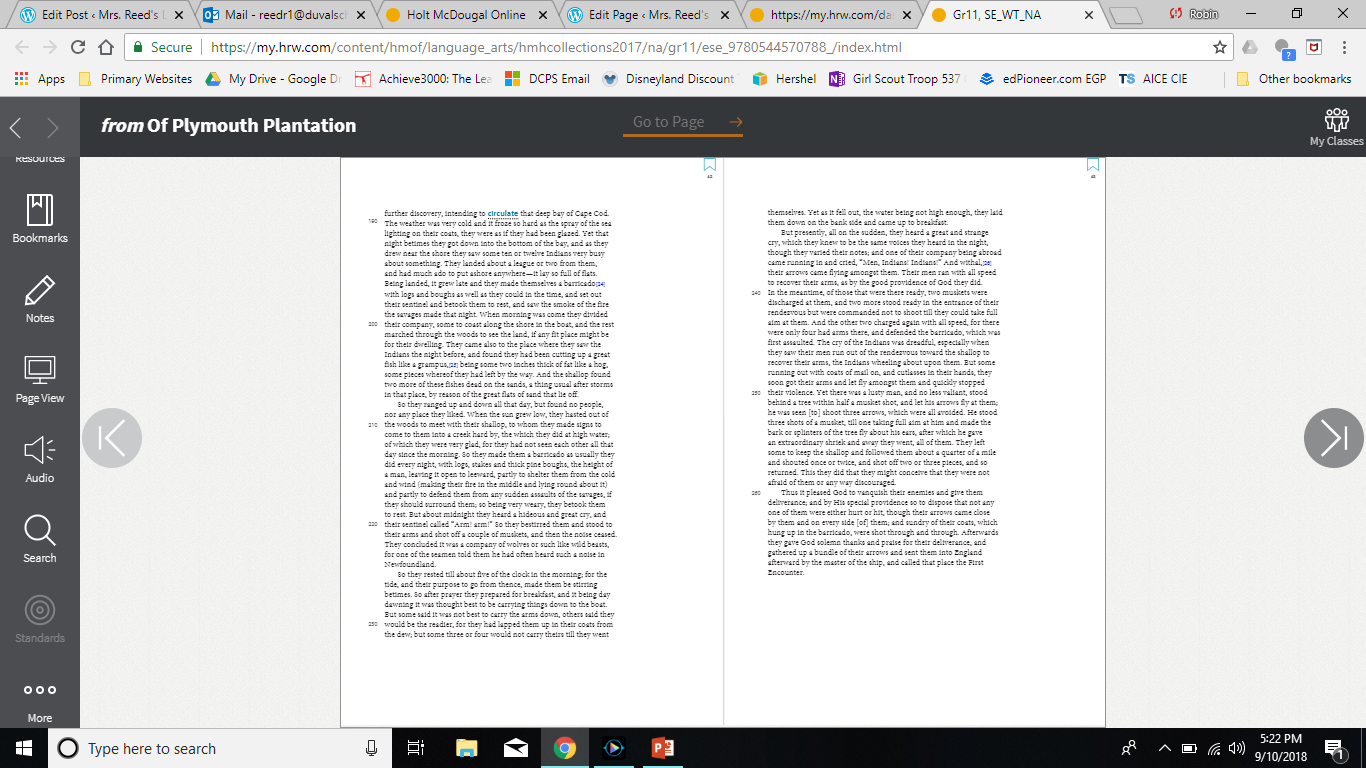 Edit Post ‹ Mrs. Reed's L
Mail - reedr1@duvalsc
Holt McDougal Online
Edit Page ‹ Mrs. Reed's
https://my.hrw.com/da
Gr11, SE_WT_NA
Robin
Secure
https://my.hrw.com/content/hmof/language_arts/hmhcollections2017/na/gr11/ese_9780544570788_/index.html
Apps
Primary Websites
My Drive - Google Dr
Achieve3000: The Lea
DCPS Email
Disneyland Discount
Hershel
Girl Scout Troop 537
edPioneer.com EGP
AICE CIE
Other bookmarks
from Of Plymouth Plantation
Go to Page
My Classes
Resources
Bookmarks
Notes
Page View
Audio
Search
Standards
More
42
further discovery, intending to circulate that deep bay of Cape Cod.
190 The weather was very cold and it froze so hard as the spray of the sea
lighting on their coats, they were as if they had been glazed. Yet that
night betimes they got down into the bottom of the bay, and as they
drew near the shore they saw some ten or twelve Indians very busy
about something. They landed about a league or two from them,
and had much ado to put ashore anywhere—it lay so full of flats.
Being landed, it grew late and they made themselves a barricado[24]
with logs and boughs as well as they could in the time, and set out
their sentinel and betook them to rest, and saw the smoke of the fire
the savages made that night. When morning was come they divided
200 their company, some to coast along the shore in the boat, and the rest
marched through the woods to see the land, if any fit place might be
for their dwelling. They came also to the place where they saw the
Indians the night before, and found they had been cutting up a great
fish like a grampus,[25] being some two inches thick of fat like a hog,
some pieces whereof they had left by the way. And the shallop found
two more of these fishes dead on the sands, a thing usual after storms
in that place, by reason of the great flats of sand that lie off.
So they ranged up and down all that day, but found no people,
nor any place they liked. When the sun grew low, they hasted out of
210 the woods to meet with their shallop, to whom they made signs to
come to them into a creek hard by, the which they did at high water;
of which they were very glad, for they had not seen each other all that
day since the morning. So they made them a barricado as usually they
did every night, with logs, stakes and thick pine boughs, the height of
a man, leaving it open to leeward, partly to shelter them from the cold
and wind (making their fire in the middle and lying round about it)
and partly to defend them from any sudden assaults of the savages, if
they should surround them; so being very weary, they betook them
to rest. But about midnight they heard a hideous and great cry, and
220 their sentinel called "Arm! arm!" So they bestirred them and stood to
their arms and shot off a couple of muskets, and then the noise ceased.
They concluded it was a company of wolves or such like wild beasts,
for one of the seamen told them he had often heard such a noise in
Newfoundland.
So they rested till about five of the clock in the morning; for the
tide, and their purpose to go from thence, made them be stirring
betimes. So after prayer they prepared for breakfast, and it being day
dawning it was thought best to be carrying things down to the boat.
But some said it was not best to carry the arms down, others said they
230 would be the readier, for they had lapped them up in their coats from
the dew; but some three or four would not carry theirs till they went
themselves. Yet as it fell out, the water being not high enough, they laid
them down on the bank side and came up to breakfast.
But presently, all on the sudden, they heard a great and strange
cry, which they knew to be the same voices they heard in the night,
though they varied their notes; and one of their company being abroad
came running in and cried, "Men, Indians! Indians!" And withal,[26]
their arrows came flying amongst them. Their men ran with all speed
to recover their arms, as by the good providence of God they did.
240 In the meantime, of those that were there ready, two muskets were
discharged at them, and two more stood ready in the entrance of their
rendezvous but were commanded not to shoot till they could take full
aim at them. And the other two charged again with all speed, for there
were only four had arms there, and defended the barricado, which was
first assaulted. The cry of the Indians was dreadful, especially when
they saw their men run out of the rendezvous toward the shallop to
recover their arms, the Indians wheeling about upon them. But some
running out with coats of mail on, and cutlasses in their hands, they
soon got their arms and let fly amongst them and quickly stopped
250 their violence. Yet there was a lusty man, and no less valiant, stood
behind a tree within half a musket shot, and let his arrows fly at them;
he was seen [to] shoot three arrows, which were all avoided. He stood
three shots of a musket, till one taking full aim at him and made the
bark or splinters of the tree fly about his ears, after which he gave
an extraordinary shriek and away they went, all of them. They left
some to keep the shallop and followed them about a quarter of a mile
and shouted once or twice, and shot off two or three pieces, and so
returned. This they did that they might conceive that they were not
afraid of them or any way discouraged.
260 Thus it pleased God to vanquish their enemies and give them
deliverance; and by His special providence so to dispose that not any
one of them were either hurt or hit, though their arrows came close
by them and on every side [of] them; and sundry of their coats, which
hung up in the barricado, were shot through and through. Afterwards
they gave God solemn thanks and praise for their deliverance, and
gathered up a bundle of their arrows and sent them into England
afterward by the master of the ship, and called that place the First
Encounter.
Type here to search
5:22 PM
9/10/2018